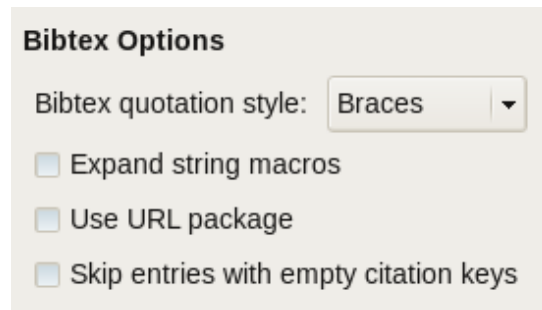 Bibtex Options
Bibtex quotation style: Braces
Expand string macros
Use URL package
Skip entries with empty citation keys